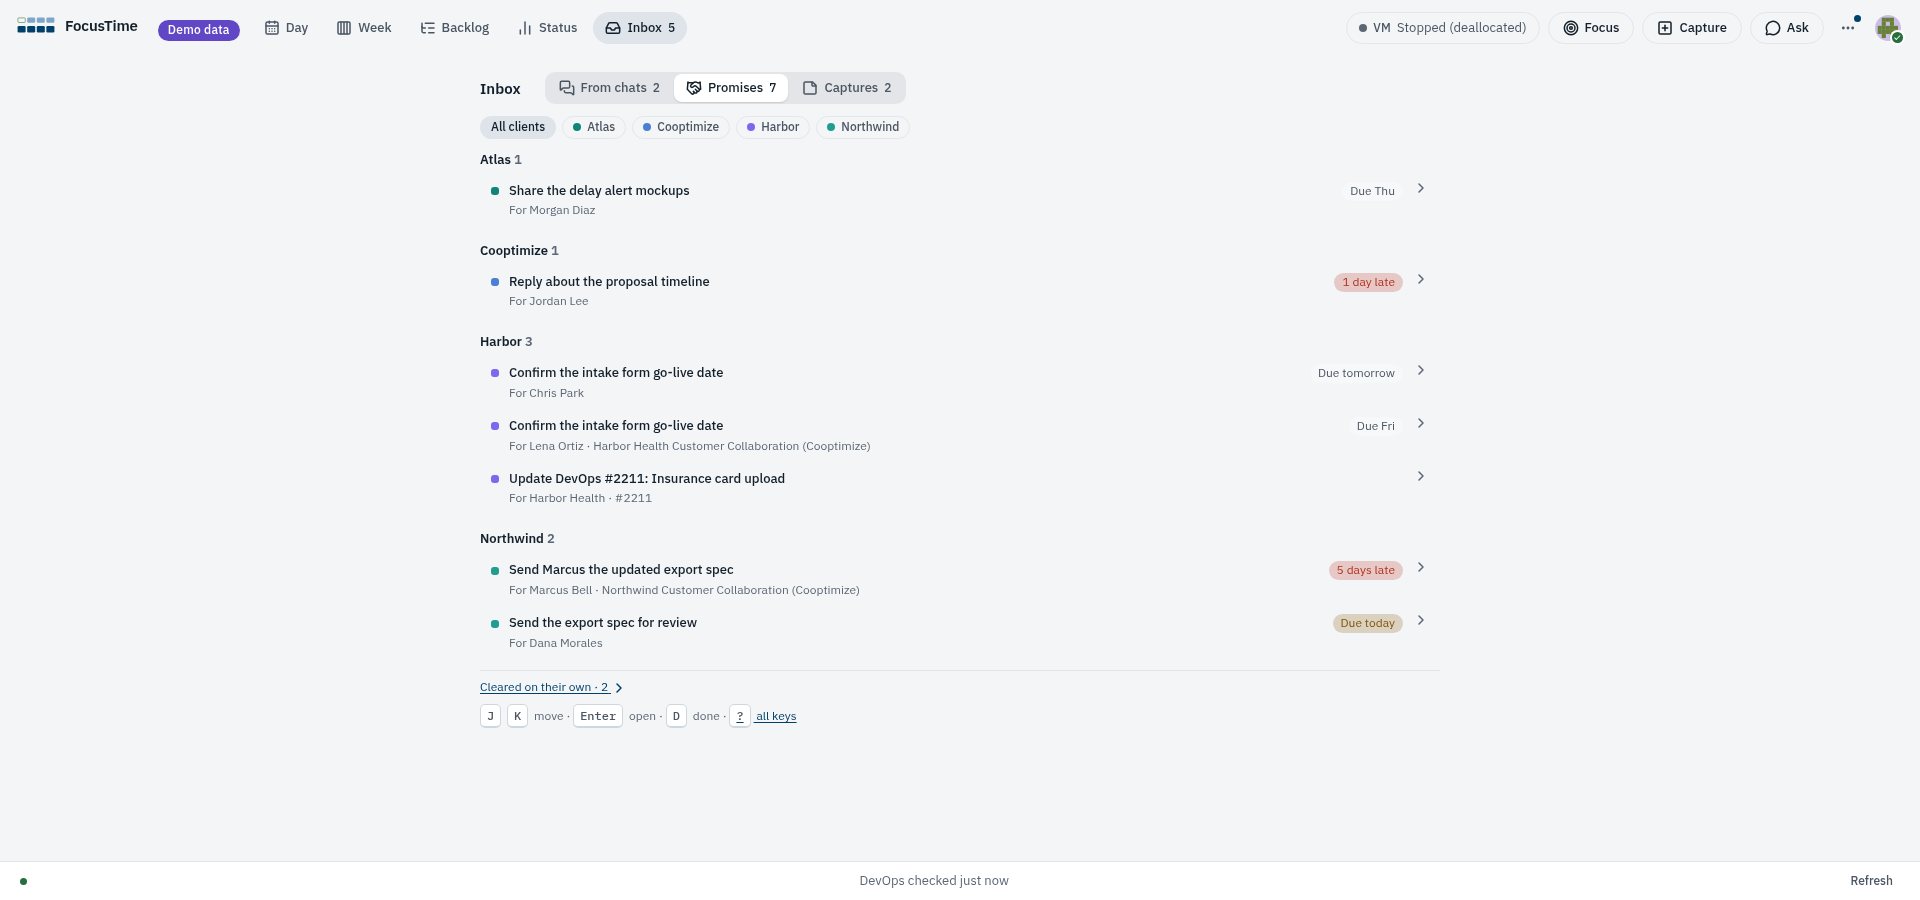 FocusTime
Demo data
Day
Week
Backlog
Status
Inbox 5
VM Stopped (deallocated)
Focus
Capture
Ask
Inbox
From chats 2
Promises 7
Captures 2
All clients
Atlas
Cooptimize
Harbor
Northwind
Atlas 1
Share the delay alert mockups
Due Thu
For Morgan Diaz
Cooptimize 1
Reply about the proposal timeline
1 day late
For Jordan Lee
Harbor 3
Confirm the intake form go-live date
Due tomorrow
For Chris Park
Confirm the intake form go-live date
Due Fri
For Lena Ortiz · Harbor Health Customer Collaboration (Cooptimize)
Update DevOps #2211: Insurance card upload
For Harbor Health · #2211
Northwind 2
Send Marcus the updated export spec
5 days late
For Marcus Bell · Northwind Customer Collaboration (Cooptimize)
Send the export spec for review
Due today
For Dana Morales
Cleared on their own · 2
J K move · Enter open · D done · ? all keys
DevOps checked just now
Refresh